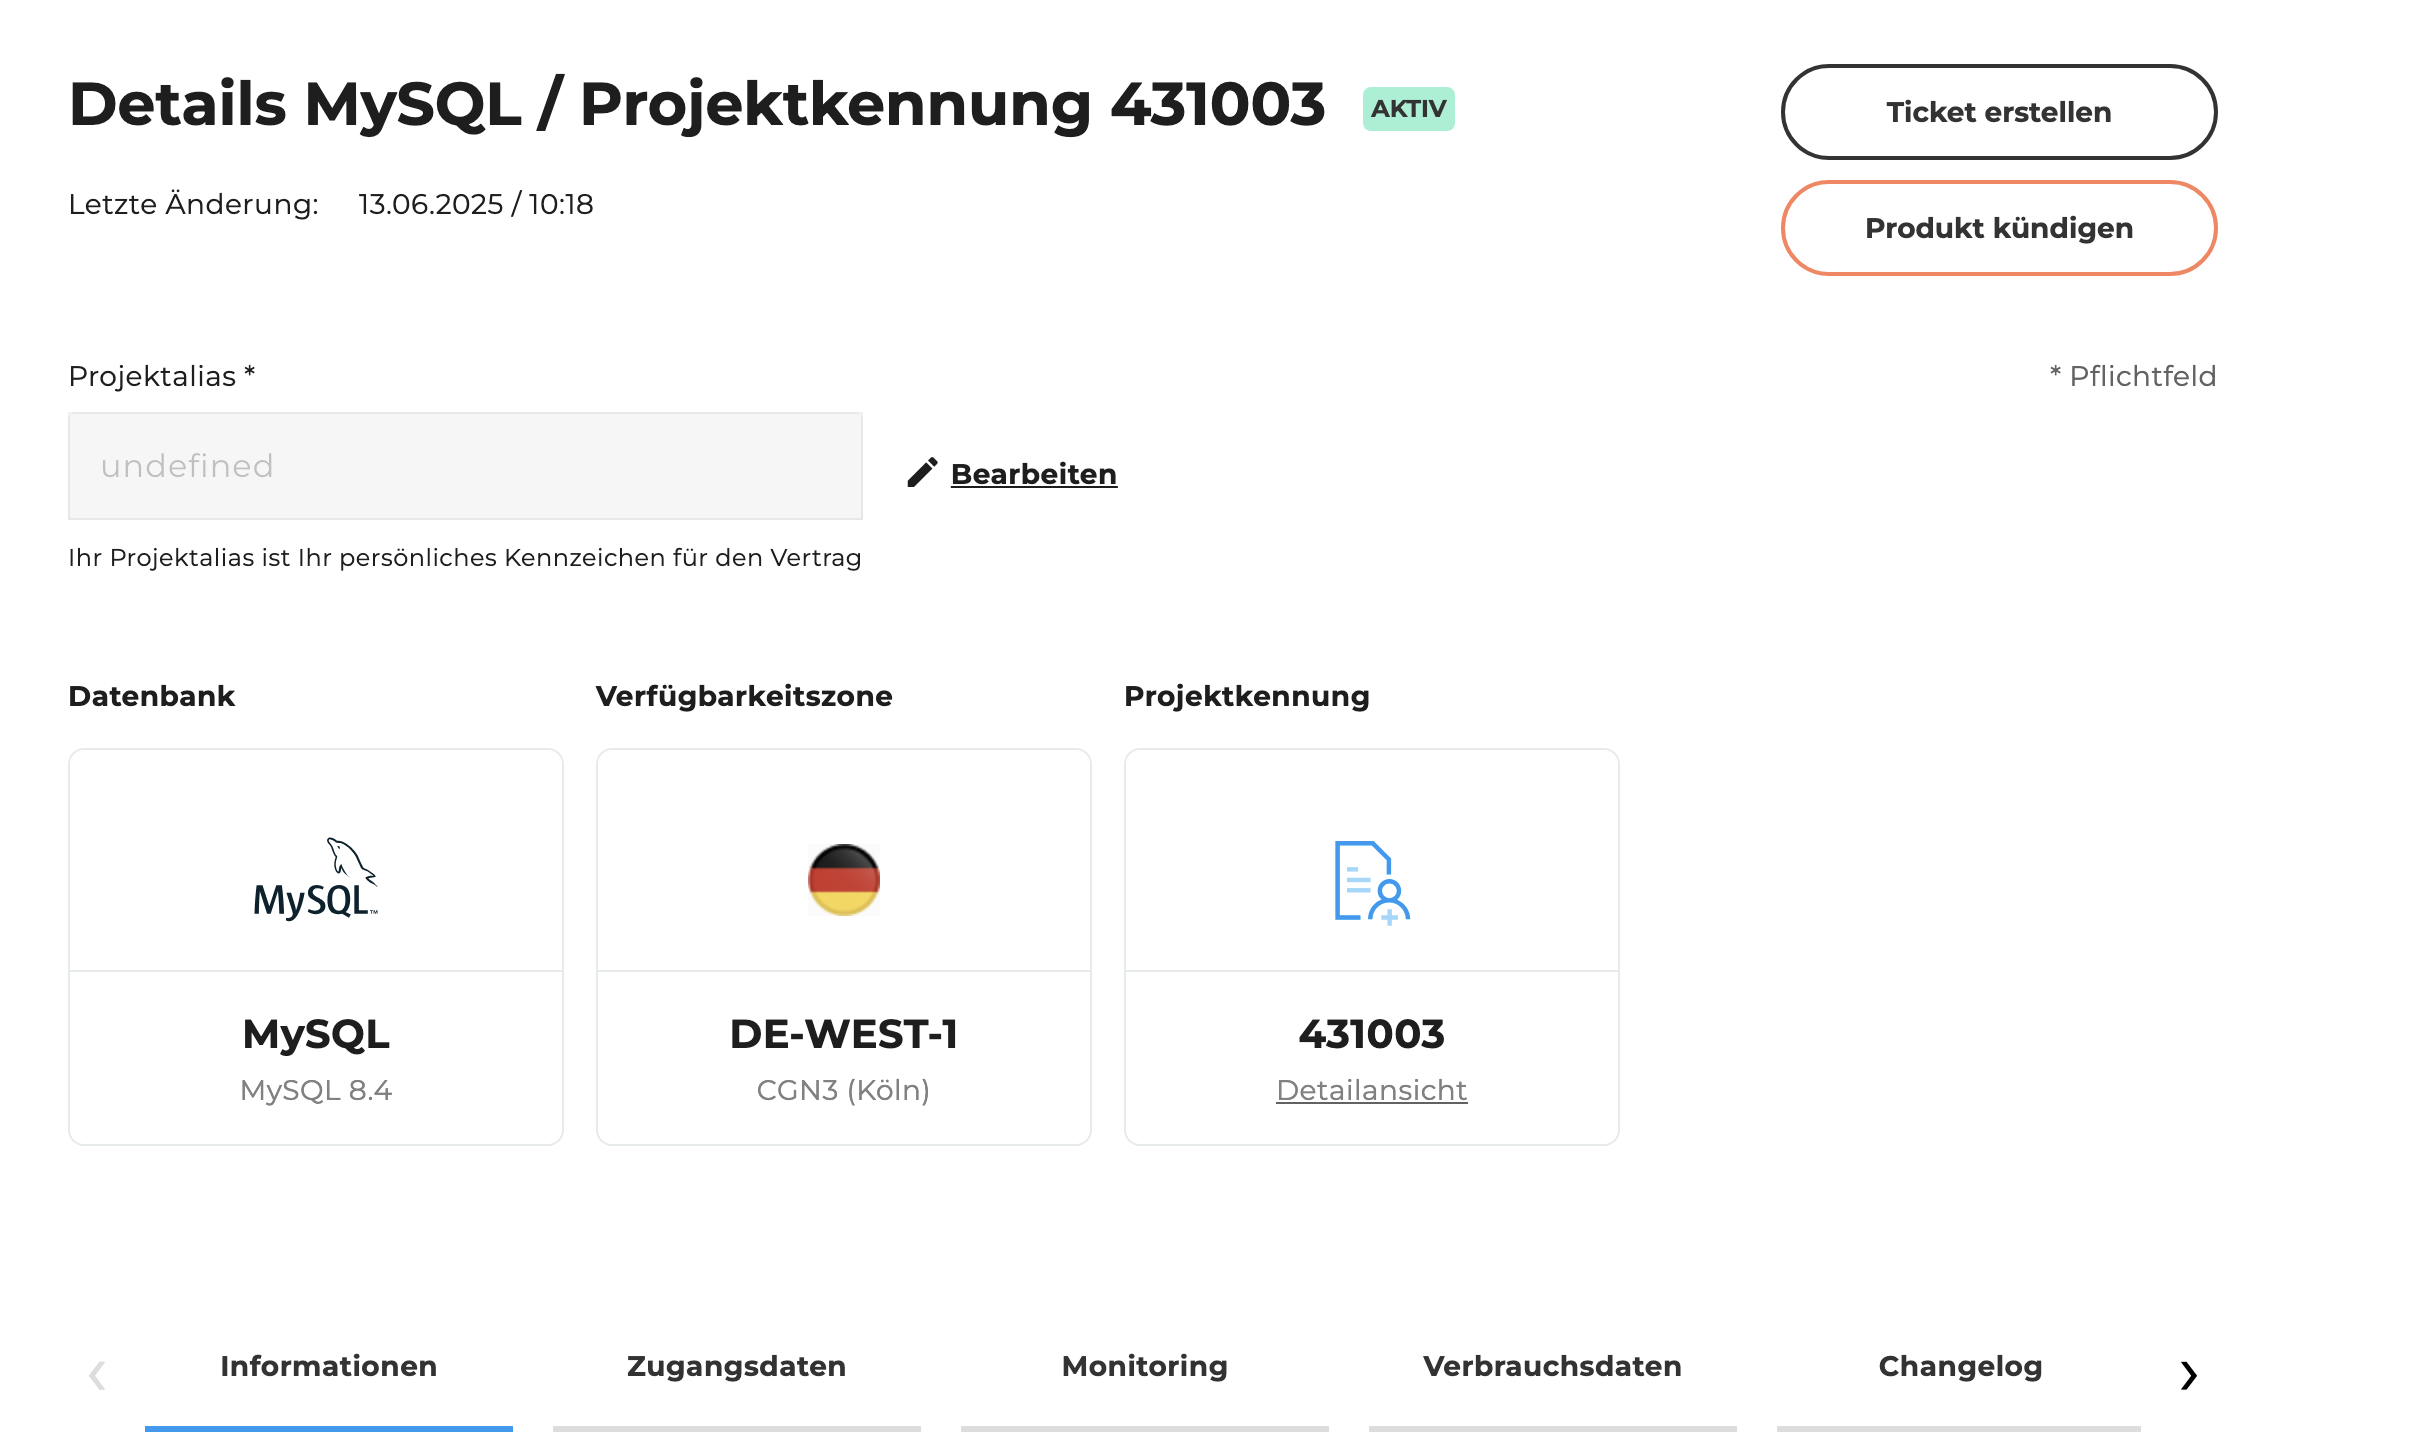 Details MySQL / Projektkennung 431003 AKTIV
Ticket erstellen
Letzte Änderung: 13.06.2025 / 10:18
Produkt kündigen
Projektalias *
* Pflichtfeld
undefined
Bearbeiten
Ihr Projektalias ist Ihr persönliches Kennzeichen für den Vertrag
Datenbank
Verfügbarkeitszone
Projektkennung
MySQL™
MySQL
MySQL 8.4
DE-WEST-1
CGN3 (Köln)
431003
Detailansicht
Informationen
Zugangsdaten
Monitoring
Verbrauchsdaten
Changelog